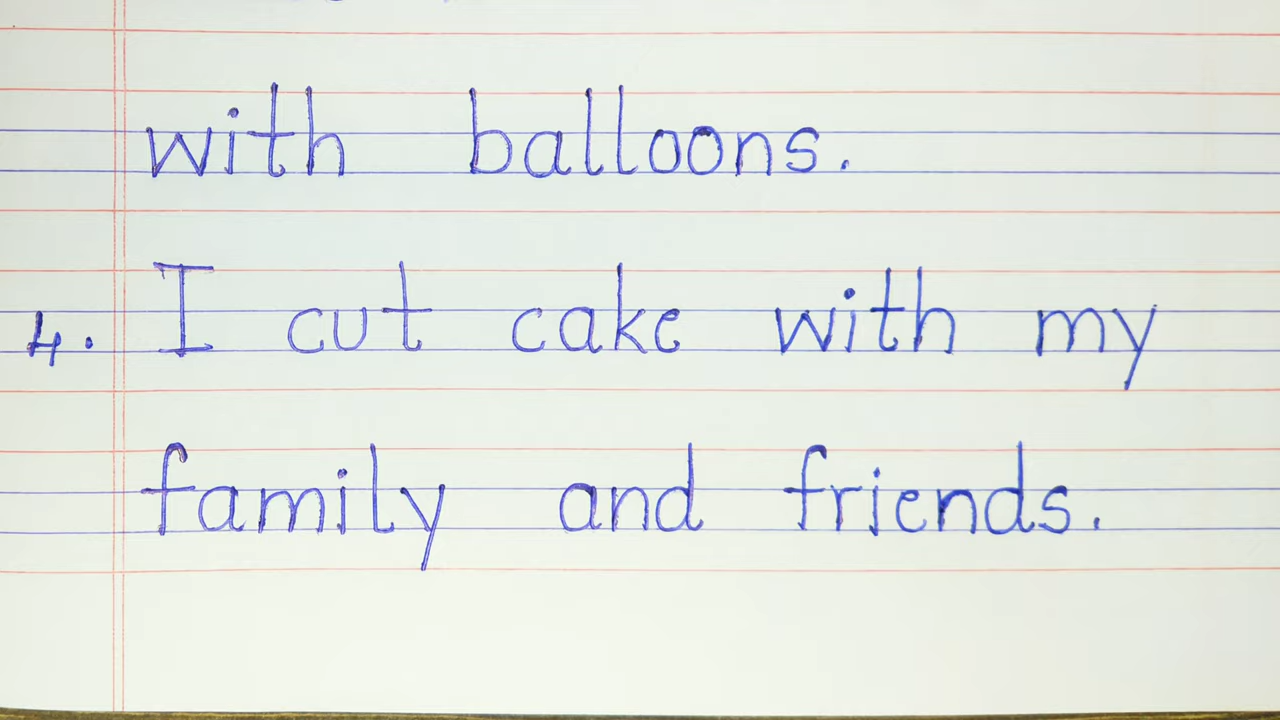 with balloons.
4. I cut cake with my
family and friends.